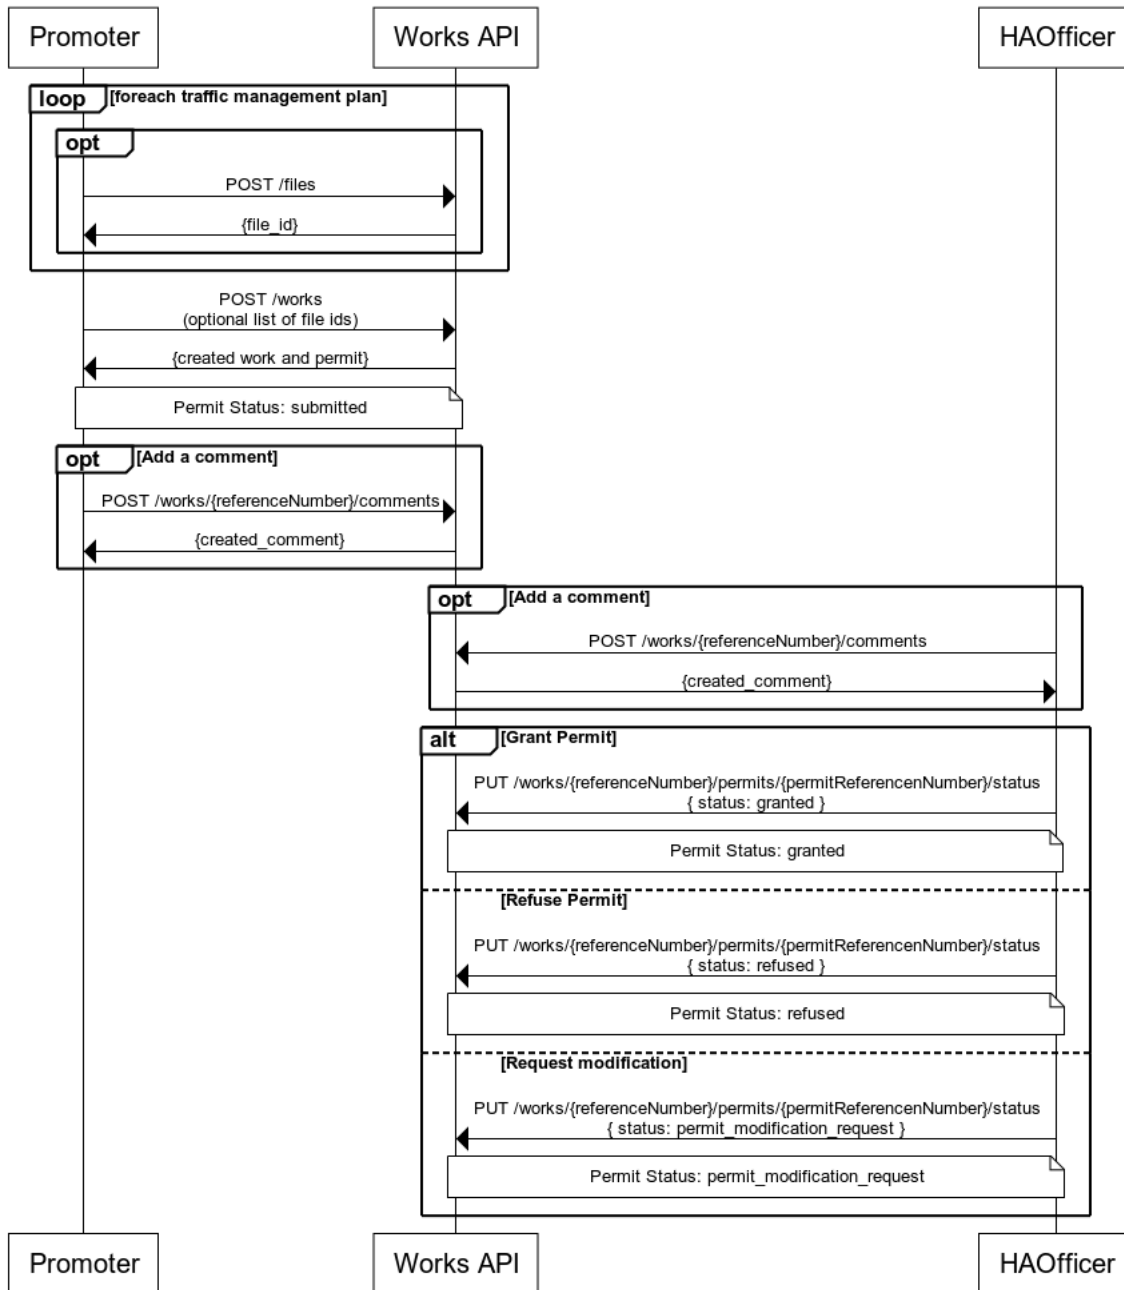 Promoter
Works API
HAOfficer
loop
[foreach traffic management plan]
opt
POST /files
{file_id}
POST /works
(optional list of file ids)
{created work and permit}
Permit Status: submitted
opt
[Add a comment]
POST /works/{referenceNumber}/comments
{created_comment}
opt
[Add a comment]
POST /works/{referenceNumber}/comments
{created_comment}
alt
[Grant Permit]
PUT /works/{referenceNumber}/permits/{permitReferencenNumber}/status
{ status: granted }
Permit Status: granted
[Refuse Permit]
PUT /works/{referenceNumber}/permits/{permitReferencenNumber}/status
{ status: refused }
Permit Status: refused
[Request modification]
PUT /works/{referenceNumber}/permits/{permitReferencenNumber}/status
{ status: permit_modification_request }
Permit Status: permit_modification_request
Promoter
Works API
HAOfficer